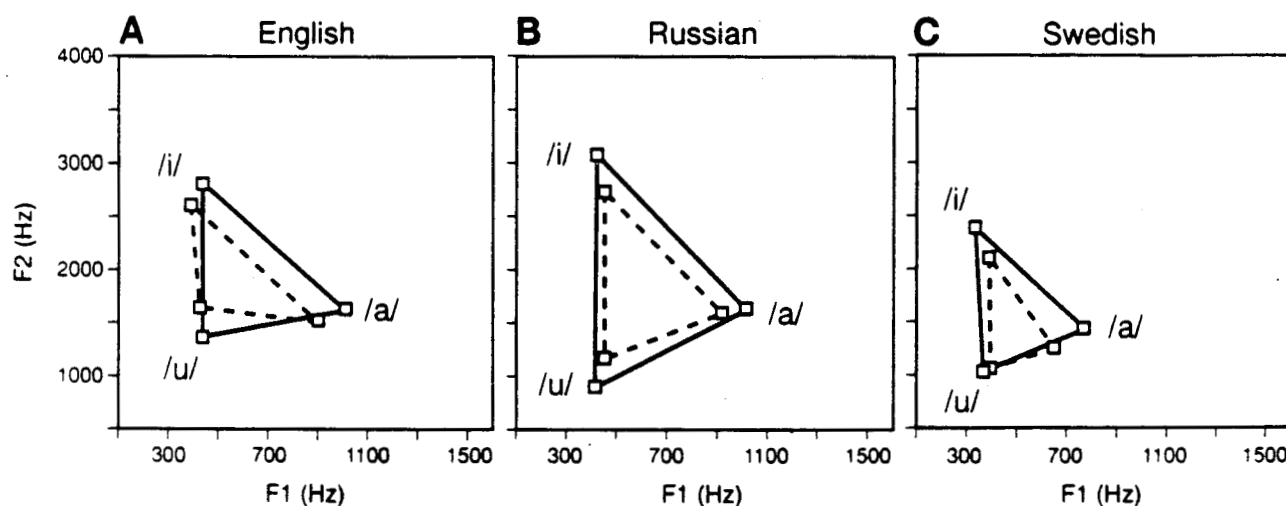 A English B Russian C Swedish
4000
3000
2000
1000
F2 (Hz)
/i/
/a/
/u/
/i/
/a/
/u/
/i/
/a/
/u/
300 700 1100 1500 300 700 1100 1500 300 700 1100 1500
F1 (Hz) F1 (Hz) F1 (Hz)